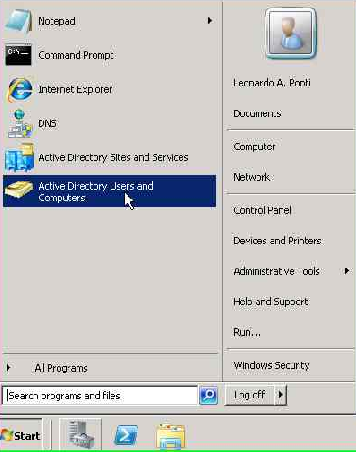 Notepad
Command Prompt
Internet Explorer
DNS
Active Directory Sites and Services
Active Directory Users and
Computers
All Programs
Search programs and files
Leonardo A. Ponti
Documents
Computer
Network
Control Panel
Devices and Printers
Administrative Tools
Help and Support
Run...
Windows Security
Log off
Start